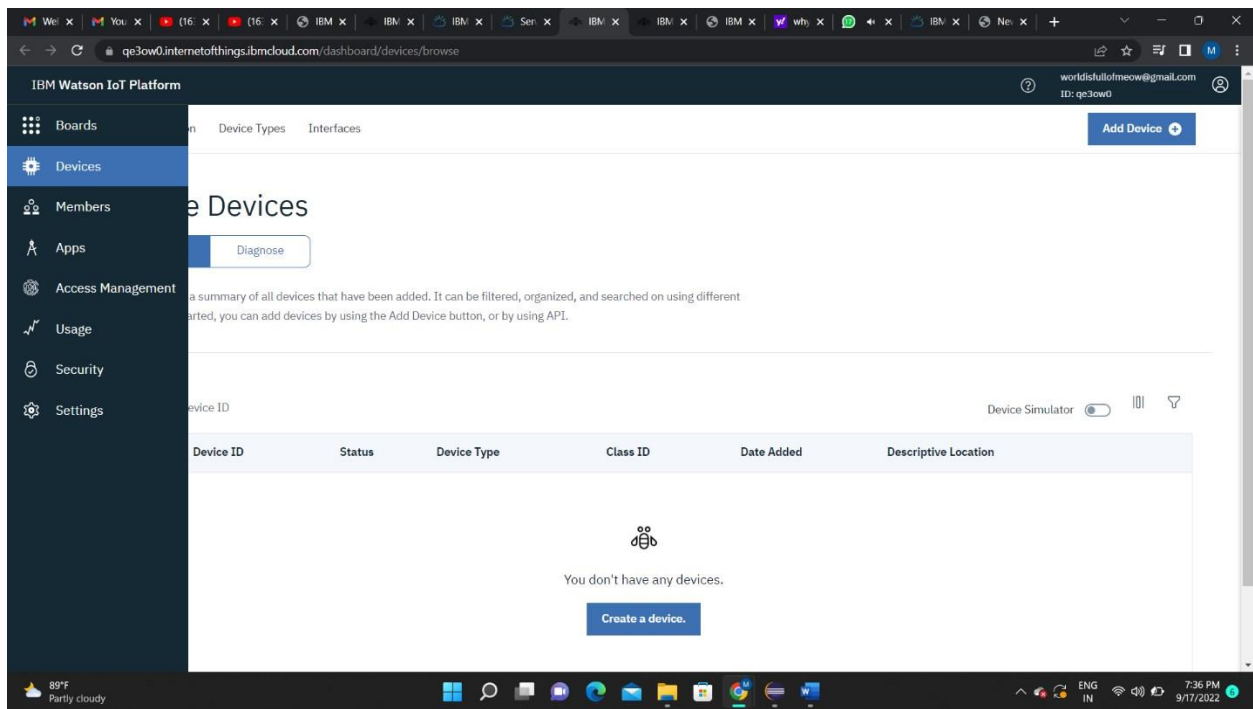 Wel
You
(16
(16
IBM
IBM
IBM
Ser
IBM
IBM
IBM
why
IBM
Nev
qe3ow0.internetofthings.ibmcloud.com/dashboard/devices/browse
M
IBM Watson IoT Platform
worldisfullofmeow@gmail.com
ID: qe3ow0
Boards
Devices
Members
Apps
Access Management
Usage
Security
Settings
n Device Types Interfaces
Add Device
e Devices
Diagnose
a summary of all devices that have been added. It can be filtered, organized, and searched on using different
arted, you can add devices by using the Add Device button, or by using API.
evice ID
Device Simulator
Device ID Status Device Type Class ID Date Added Descriptive Location
You don't have any devices.
Create a device.
89°F
Partly cloudy
ENG
IN
7:36 PM
9/17/2022
6